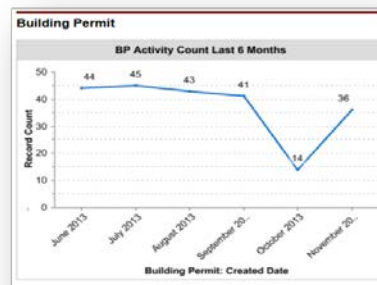 Building Permit
BP Activity Count Last 6 Months
50
40
30
20
10
0
Record Count
44
45
43
41
14
36
June 2013
July 2013
August 2013
September 20..
October 2013
November 20..
Building Permit: Created Date